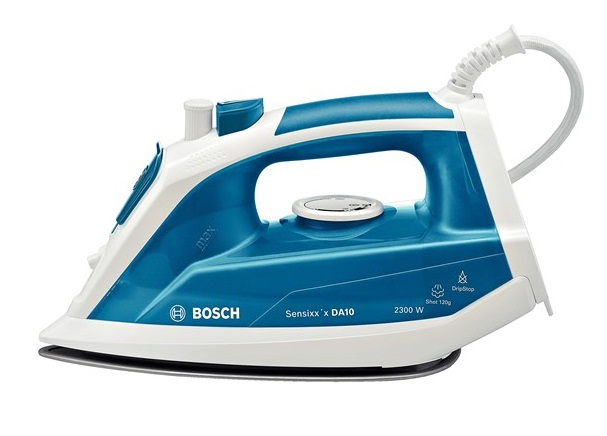 max
DripStop
Shot 120g
BOSCH Sensixx´x DA10 2300 W